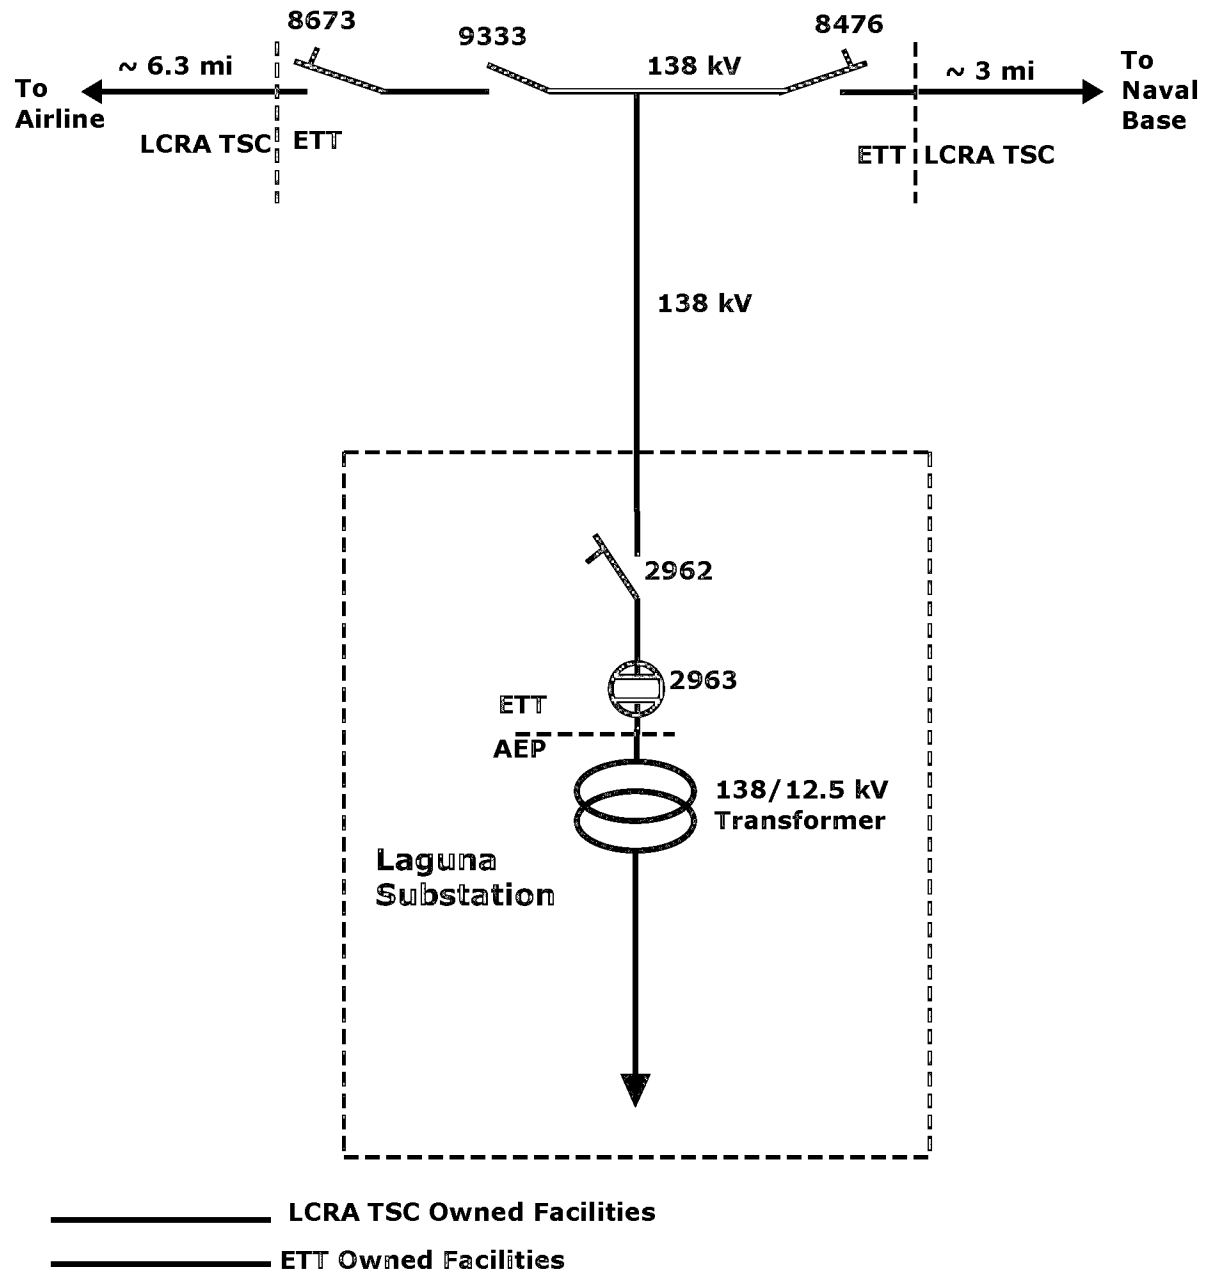 8673
9333
8476
~ 6.3 mi
138 kV
~ 3 mi
To
Airline
To
Naval
Base
LCRA TSC
ETT
ETT
LCRA TSC
138 kV
2962
2963
ETT
AEP
138/12.5 kV
Transformer
Laguna
Substation
LCRA TSC Owned Facilities
ETT Owned Facilities